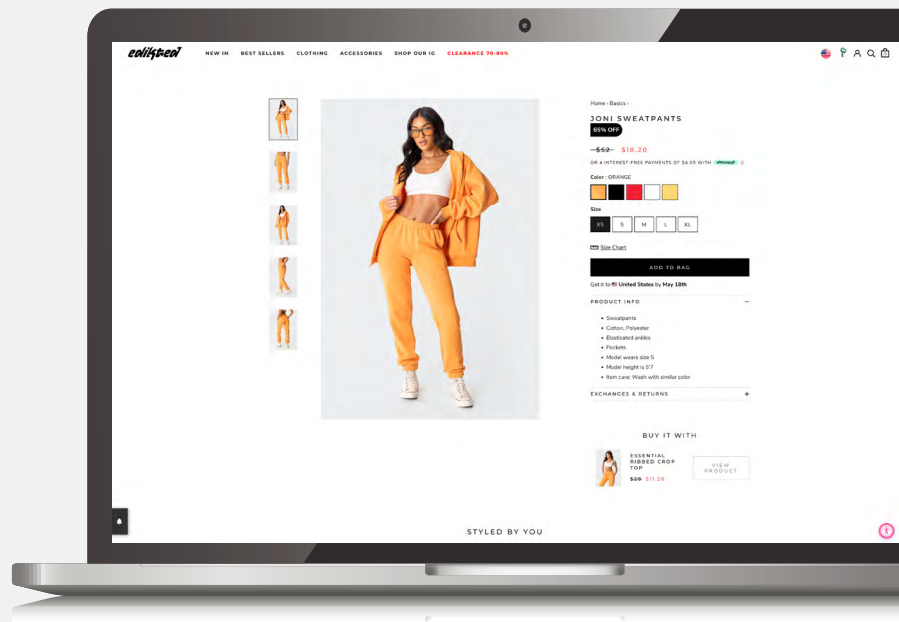 edikted
NEW IN BEST SELLERS CLOTHING ACCESSORIES SHOP OUR IG CLEARANCE 70-80%
Home › Basics ›
JONI SWEATPANTS
65% OFF
$52 $18.20
OR 4 INTEREST-FREE PAYMENTS OF $4.55 WITH afterpay
Color : ORANGE
Size
XS S M L XL
Size Chart
ADD TO BAG
Get it to United States by May 18th
PRODUCT INFO −
• Sweatpants
• Cotton, Polyester
• Elasticated ankles
• Pockets
• Model wears size S
• Model height is 5'7
• Item care: Wash with similar color
EXCHANGES & RETURNS +
BUY IT WITH
ESSENTIAL
RIBBED CROP
TOP
$28 $11.20
VIEW
PRODUCT
STYLED BY YOU